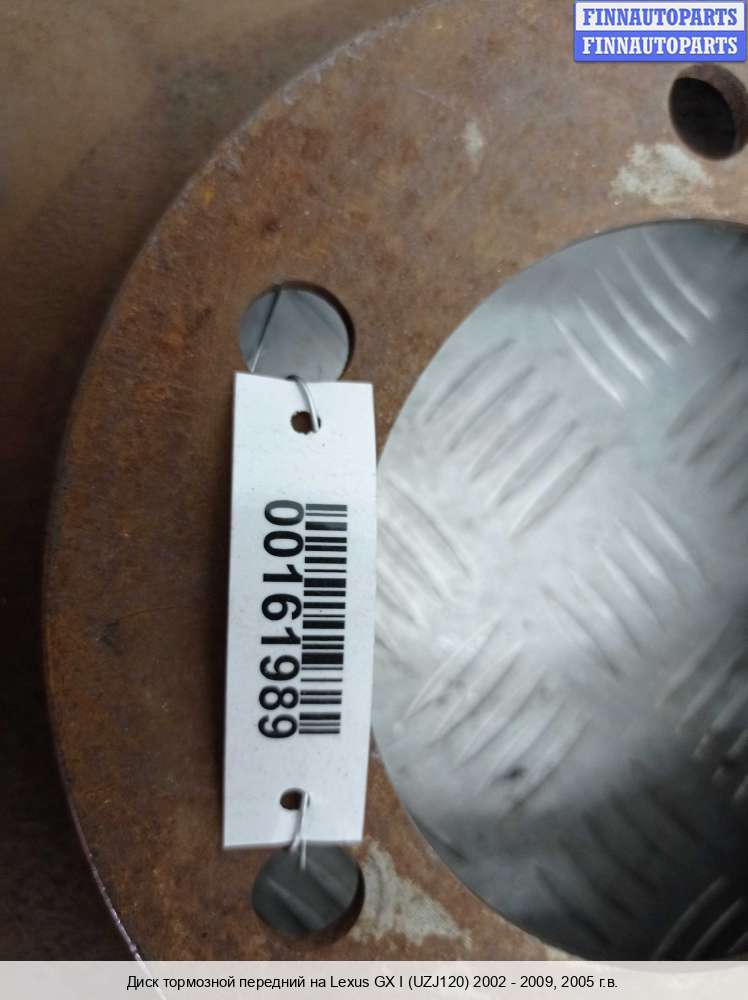 FINNAUTOPARTS
FINNAUTOPARTS
00161989
Диск тормозной передний на Lexus GX I (UZJ120) 2002 - 2009, 2005 г.в.